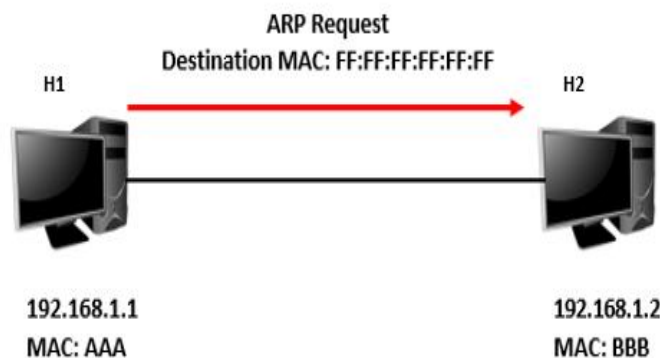 ARP Request
Destination MAC: FF:FF:FF:FF:FF:FF
H1
H2
192.168.1.1
MAC: AAA
192.168.1.2
MAC: BBB